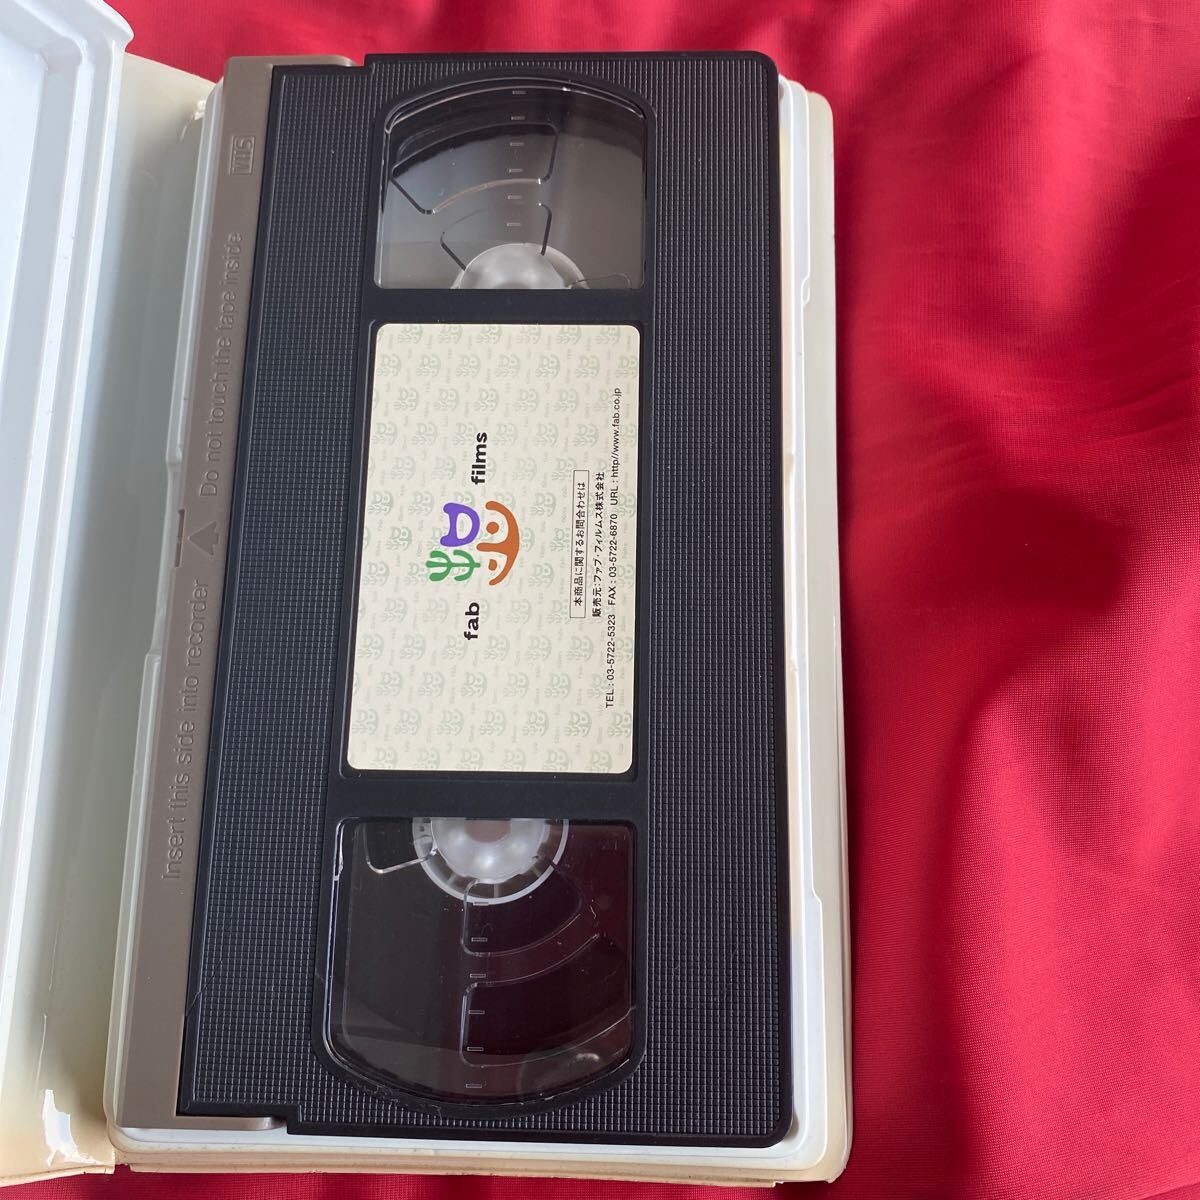 VHS
Insert this side into recorder
Do not touch the tape inside
fab
films
本商品に関するお問合わせは
販売元:ファブ・フィルムス株式会社
TEL:03-5722-5323 FAX:03-5722-6870 URL:http//www.fab.co.jp